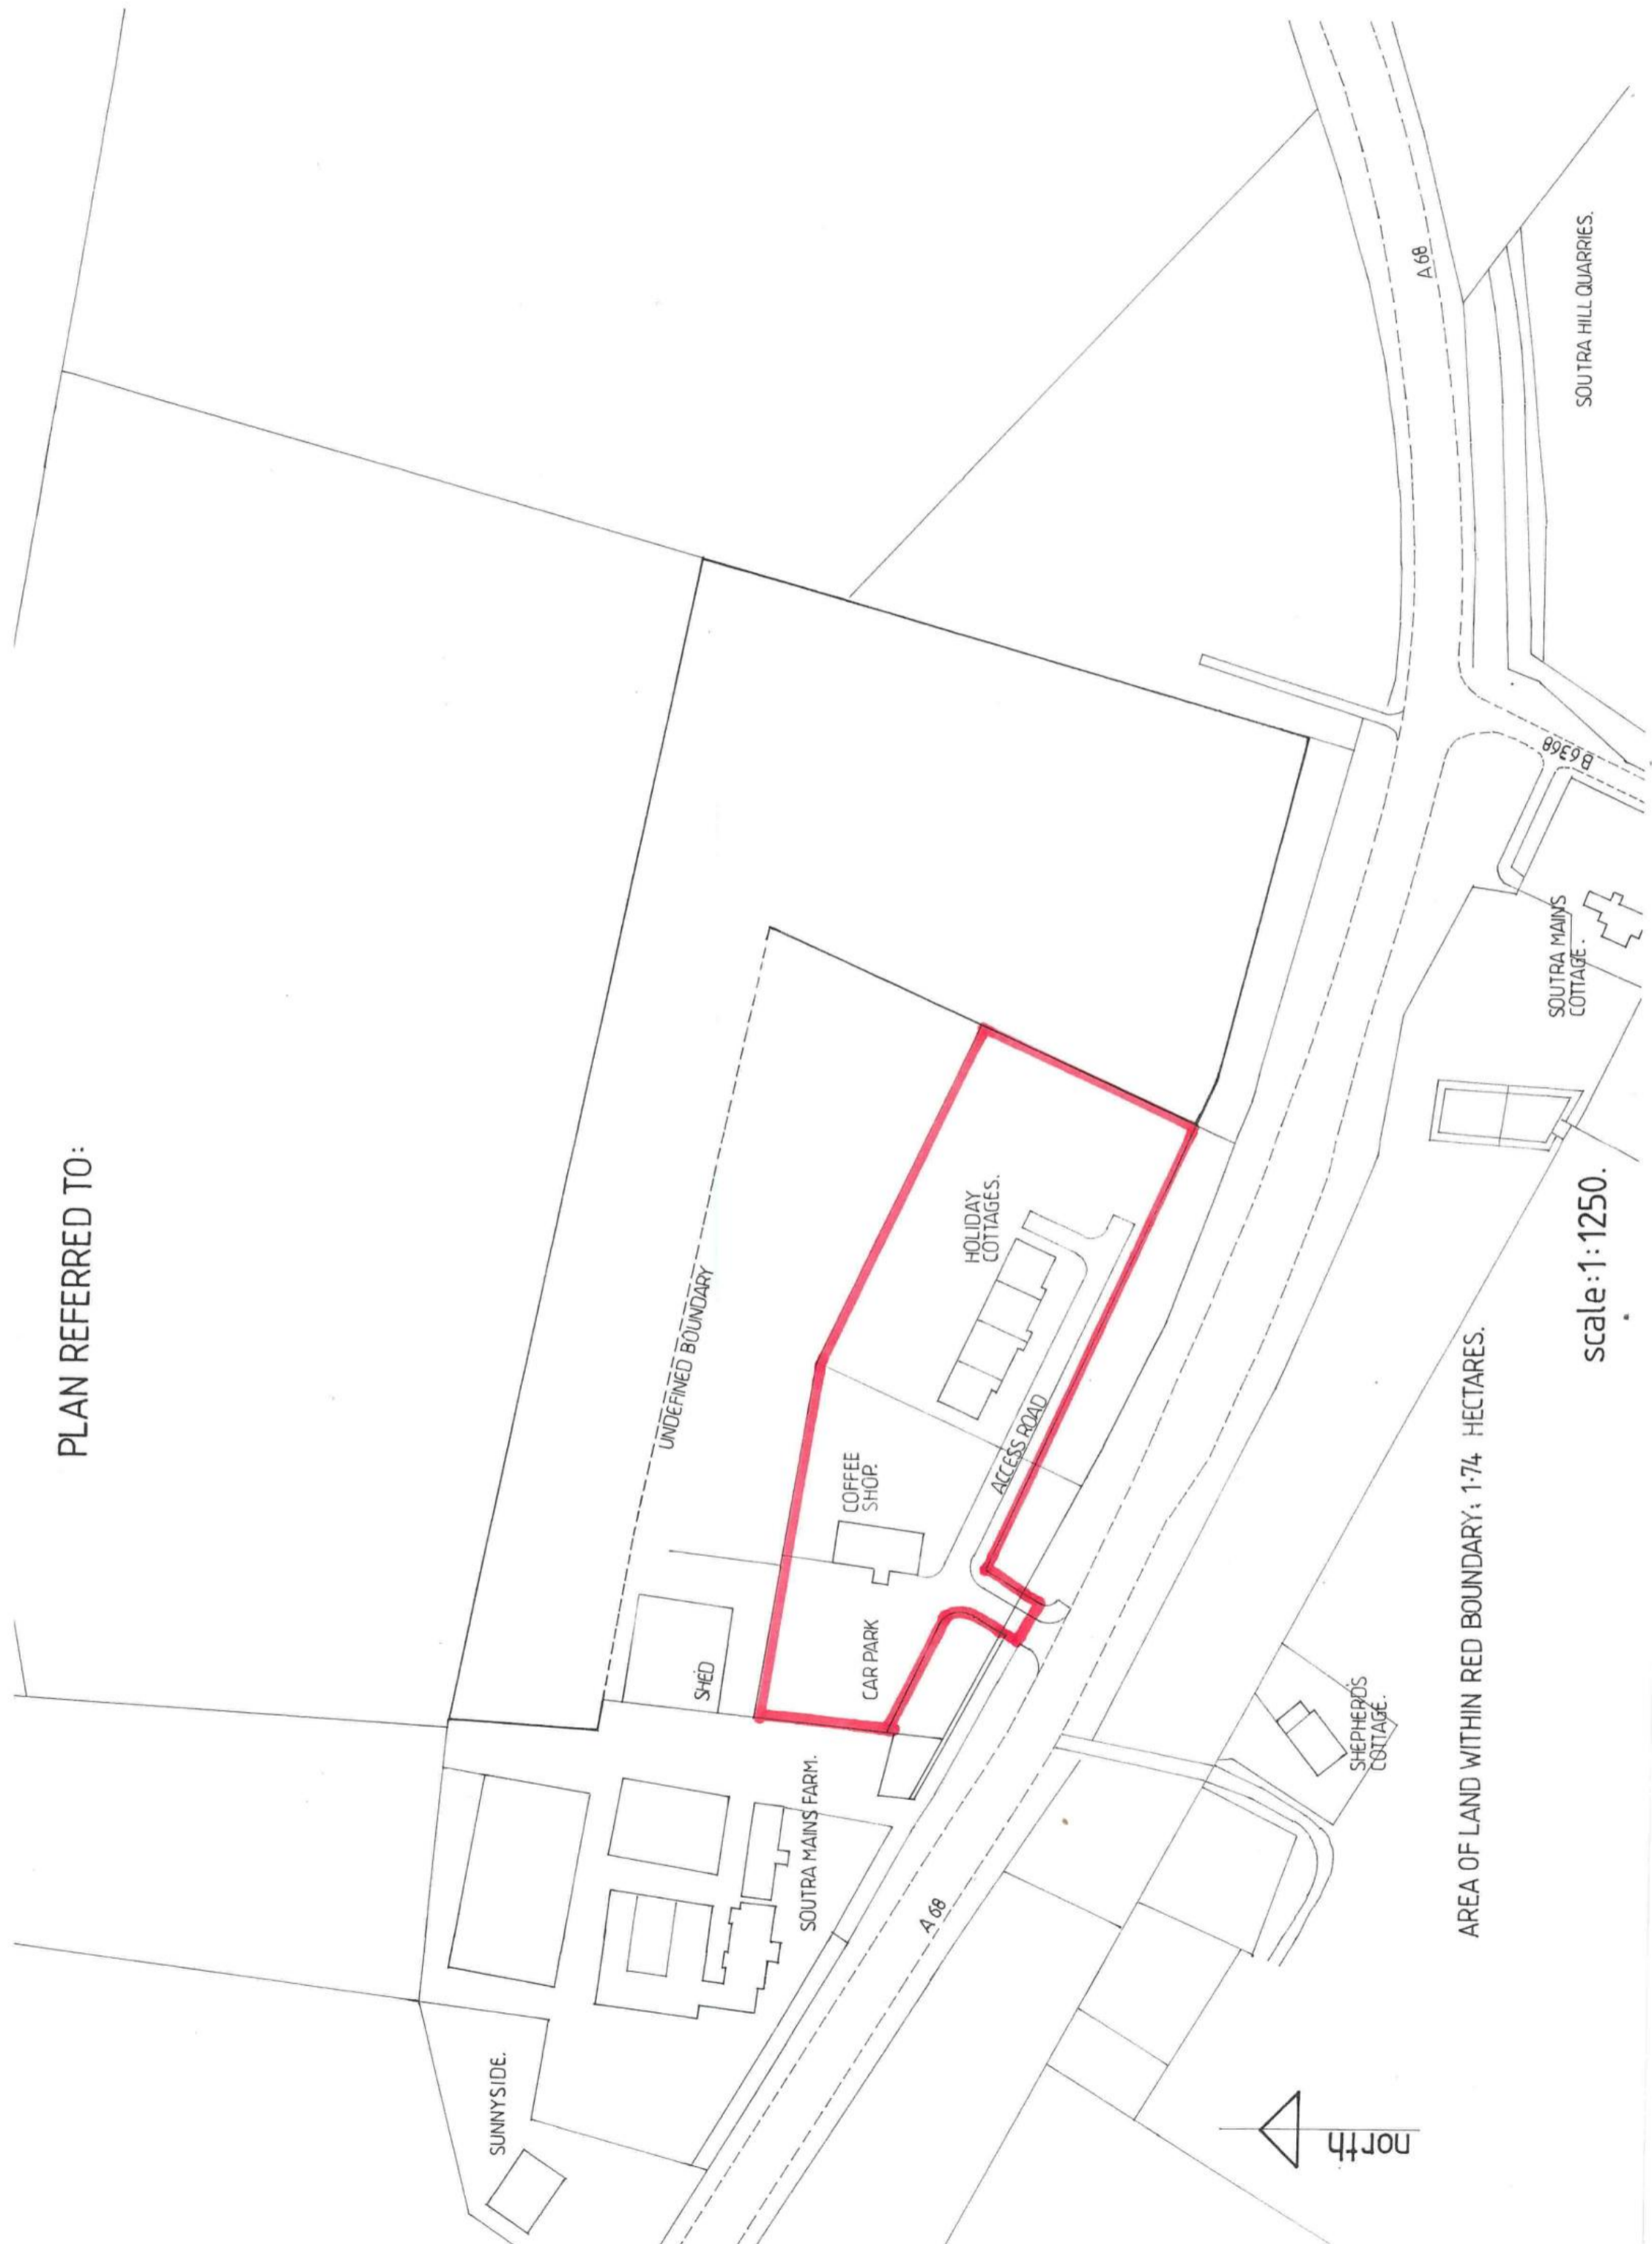 PLAN REFERRED TO:
UNDEFINED BOUNDARY
SUNNYSIDE.
SHED
SOUTRA MAINS FARM.
CAR PARK
COFFEE
SHOP.
HOLIDAY
COTTAGES.
ACCESS ROAD
A 68
A 68
B 6368
SOUTRA HILL QUARRIES.
SOUTRA MAINS
COTTAGE.
SHEPHERDS
COTTAGE.
north
AREA OF LAND WITHIN RED BOUNDARY: 1·74 HECTARES.
scale:1:1250.